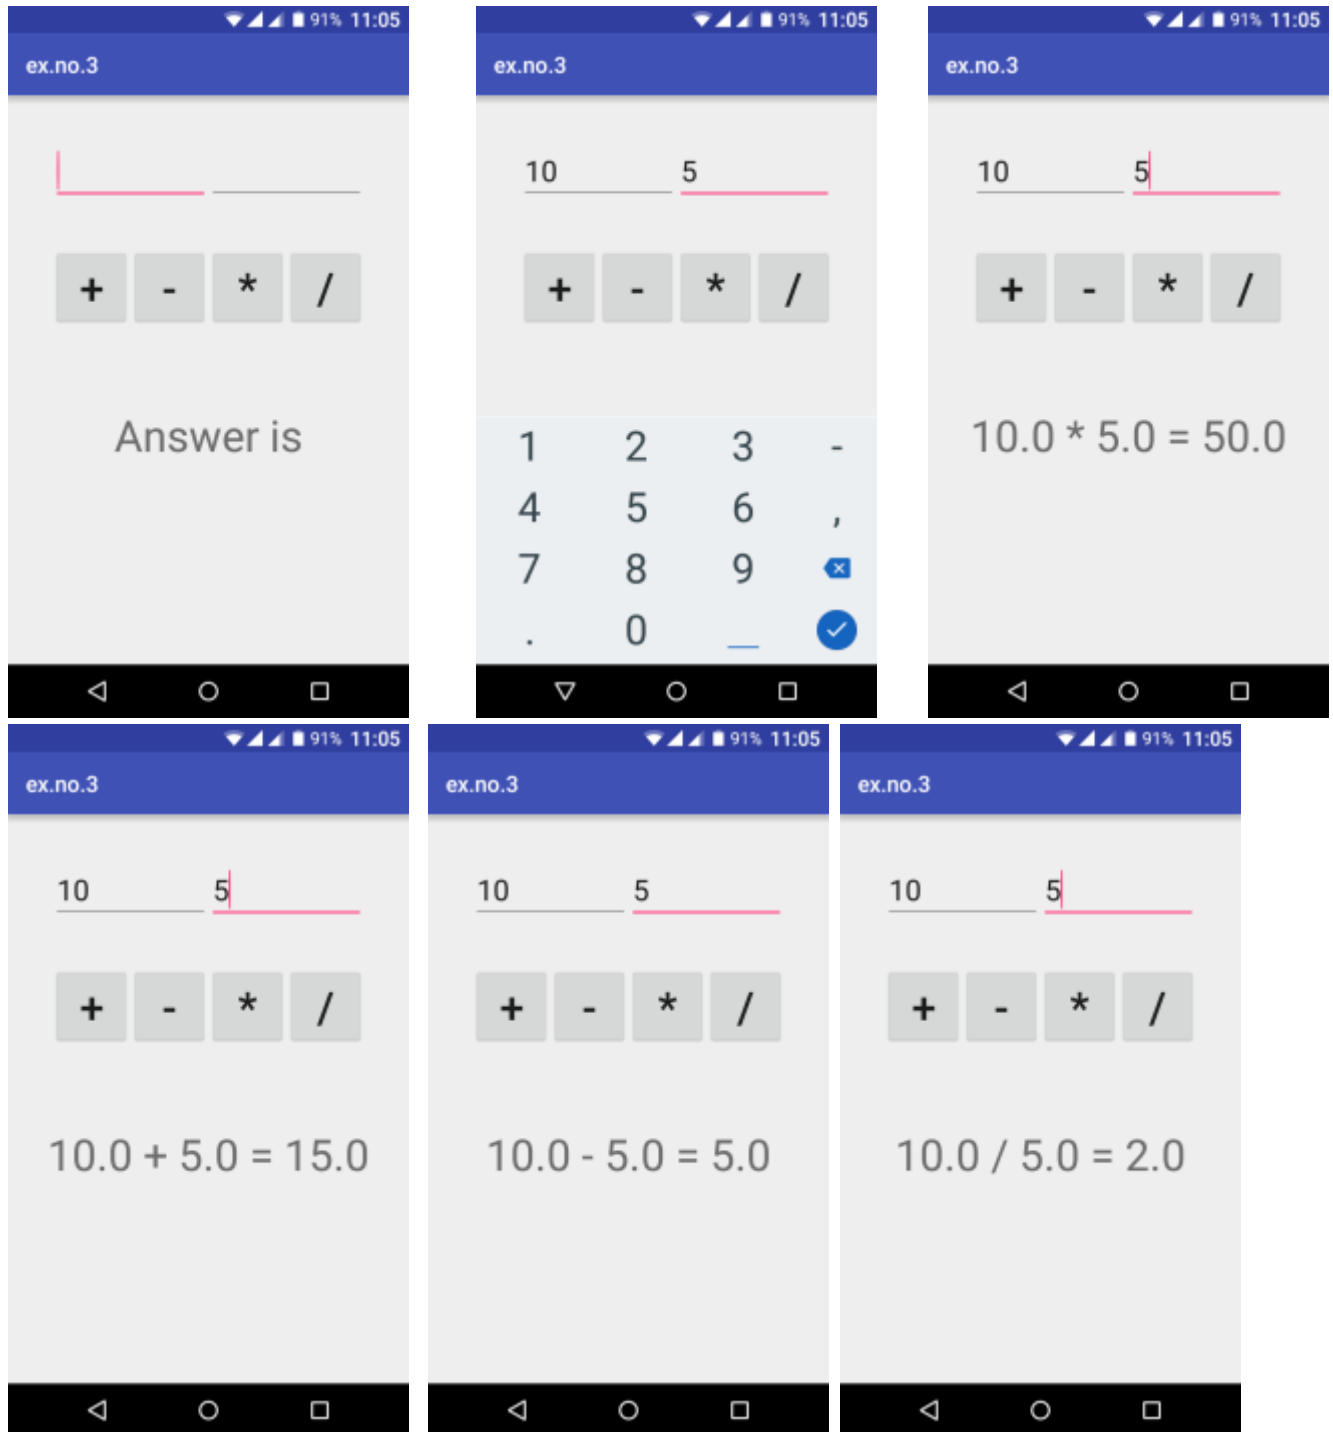 91% 11:05
ex.no.3
+ - * /
Answer is
91% 11:05
ex.no.3
10 5
+ - * /
1 2 3 -
4 5 6 ,
7 8 9
. 0 _
91% 11:05
ex.no.3
10 5
+ - * /
10.0 * 5.0 = 50.0
91% 11:05
ex.no.3
10 5
+ - * /
10.0 + 5.0 = 15.0
91% 11:05
ex.no.3
10 5
+ - * /
10.0 - 5.0 = 5.0
91% 11:05
ex.no.3
10 5
+ - * /
10.0 / 5.0 = 2.0